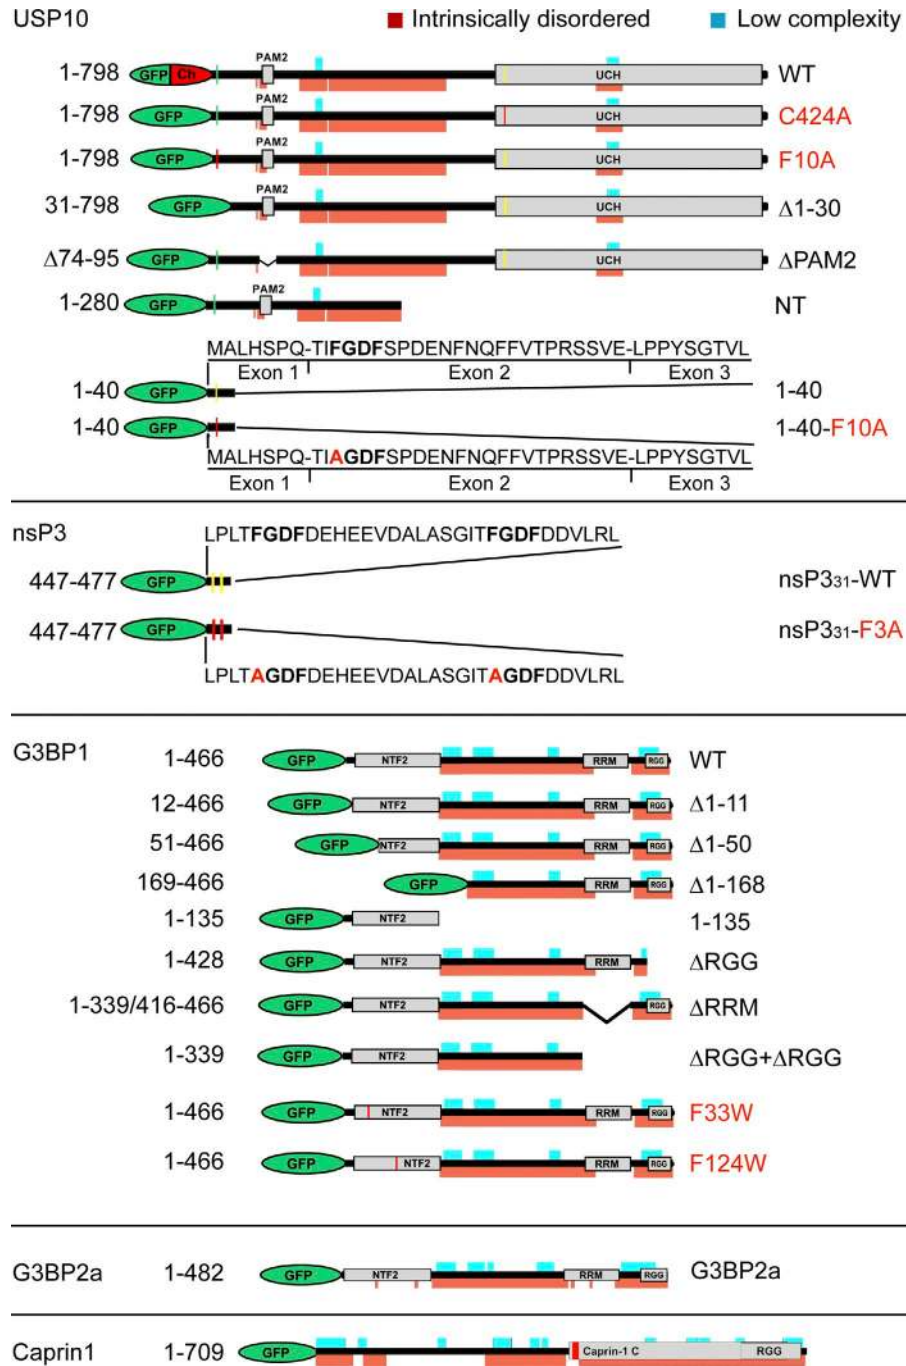 USP10 Intrinsically disordered Low complexity
PAM2
1-798 GFP Ch UCH WT
PAM2
1-798 GFP UCH C424A
PAM2
1-798 GFP UCH F10A
PAM2
31-798 GFP UCH Δ1-30
Δ74-95 GFP UCH ΔPAM2
PAM2
1-280 GFP NT
MALHSPQ-TIFGDFSPDENFNQFFVTPRSSVE-LPPYSGTVL
Exon 1 Exon 2 Exon 3
1-40 GFP 1-40
1-40 GFP 1-40-F10A
MALHSPQ-TIAGDFSPDENFNQFFVTPRSSVE-LPPYSGTVL
Exon 1 Exon 2 Exon 3
nsP3 LPLTFGDFDEHEEVDALASGITFGDFDDVLRL
447-477 GFP nsP331-WT
447-477 GFP nsP331-F3A
LPLTAGDFDEHEEVDALASGITAGDFDDVLRL
G3BP1 1-466 GFP NTF2 RRM RGG WT
12-466 GFP NTF2 RRM RGG Δ1-11
51-466 GFP NTF2 RRM RGG Δ1-50
169-466 GFP RRM RGG Δ1-168
1-135 GFP NTF2 1-135
1-428 GFP NTF2 RRM ΔRGG
1-339/416-466 GFP NTF2 RGG ΔRRM
1-339 GFP NTF2 ΔRGG+ΔRGG
1-466 GFP NTF2 RRM RGG F33W
1-466 GFP NTF2 RRM RGG F124W
G3BP2a 1-482 GFP NTF2 RRM RGG G3BP2a
Caprin1 1-709 GFP Caprin-1 C RGG